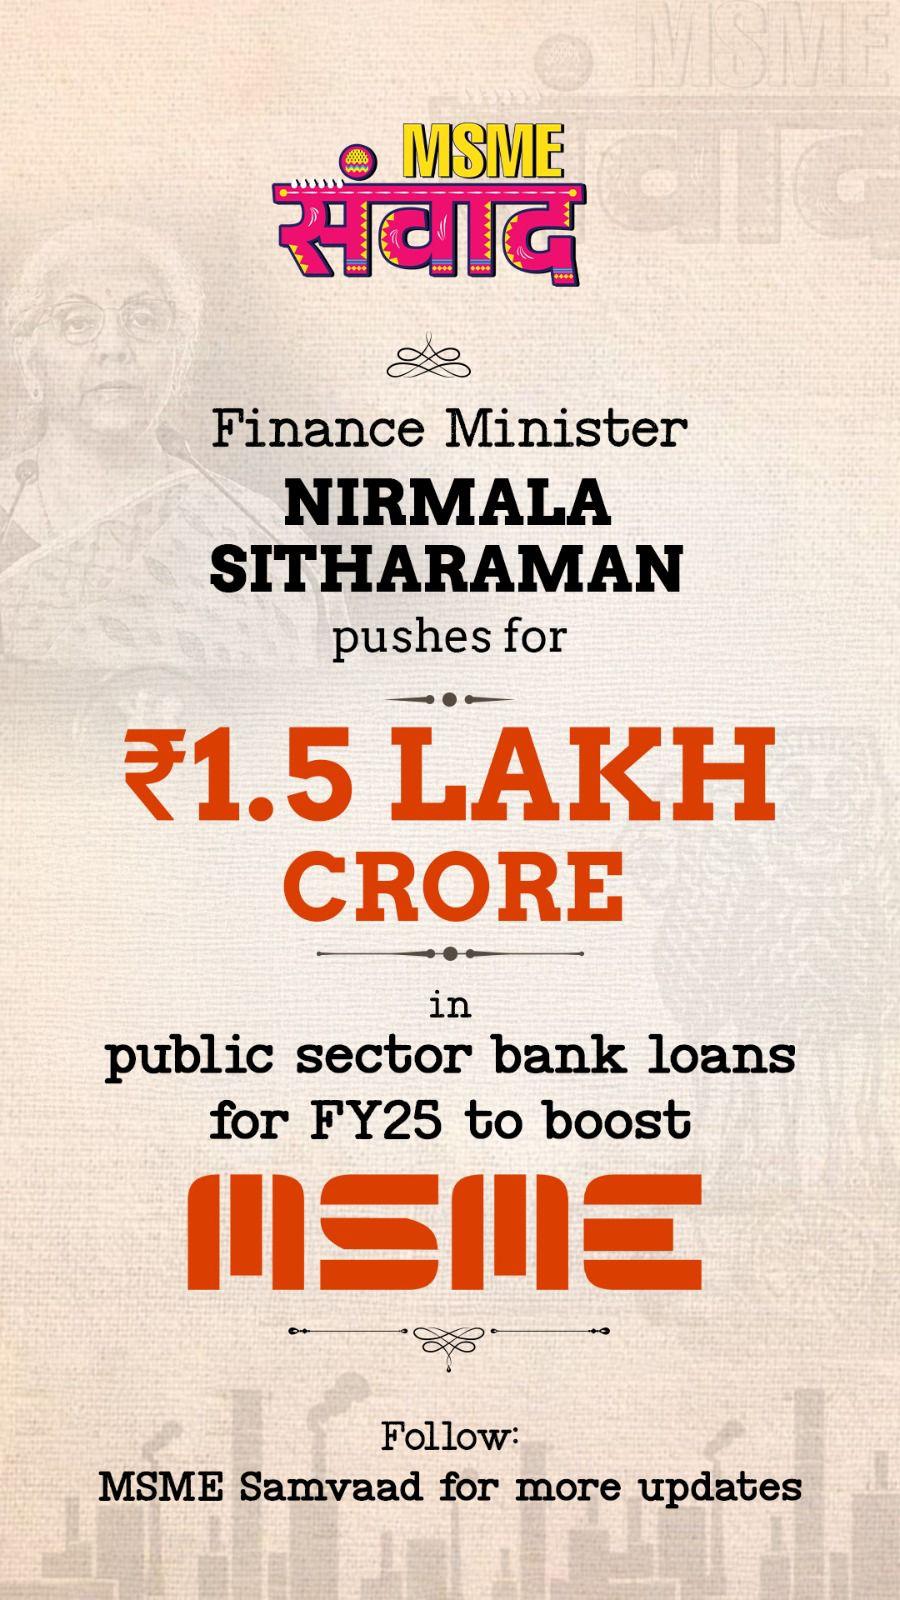 MSME
MSME
संवाद
Finance Minister
NIRMALA
SITHARAMAN
pushes for
₹1.5 LAKH
CRORE
in
public sector bank loans
for FY25 to boost
MSME
Follow:
MSME Samvaad for more updates